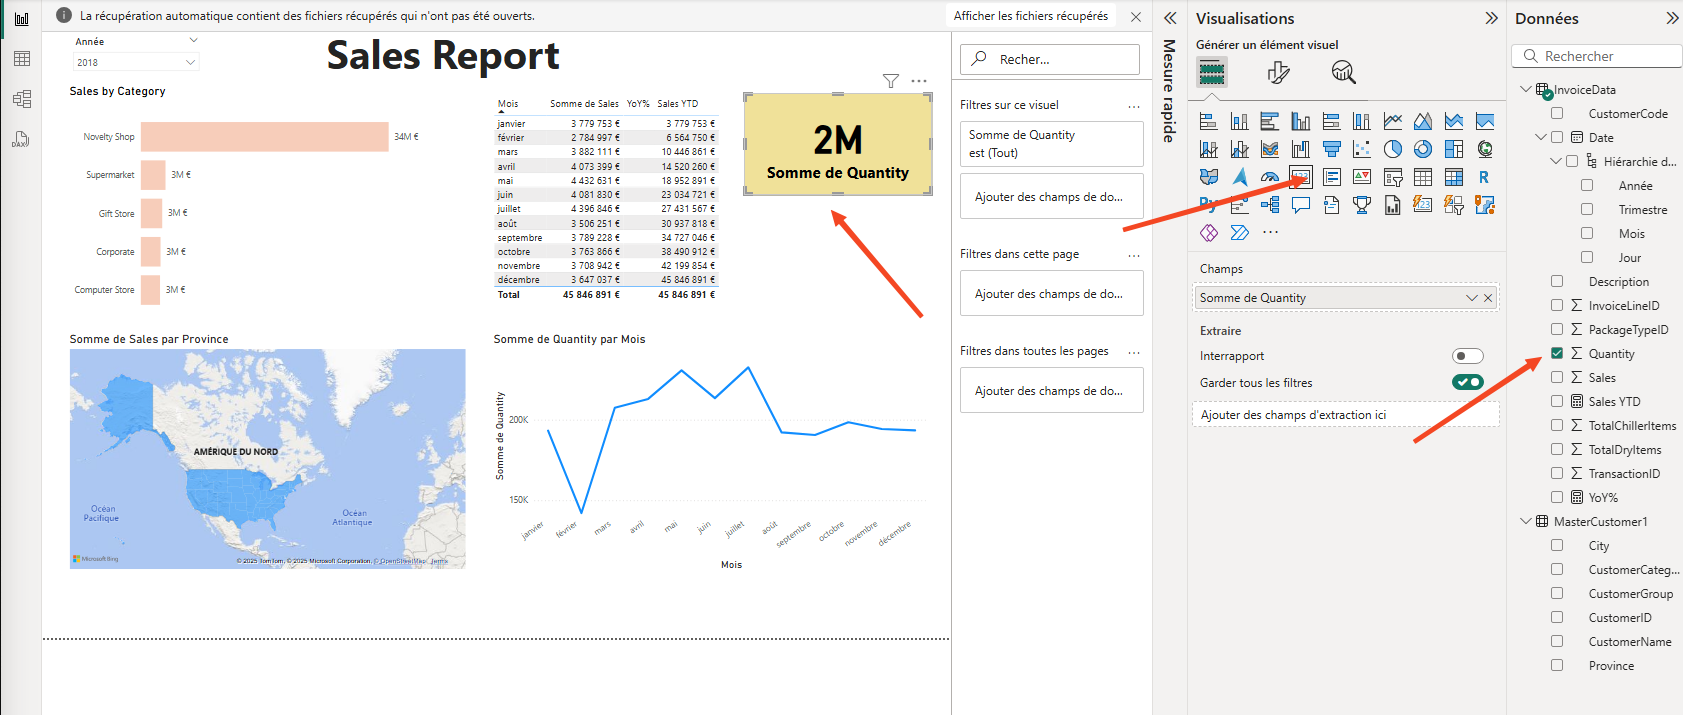 La récupération automatique contient des fichiers récupérés qui n'ont pas été ouverts.
Afficher les fichiers récupérés
Année
2018
Sales Report
Sales by Category
Novelty Shop
34M €
Supermarket
3M €
Gift Store
3M €
Corporate
3M €
Computer Store
3M €
Mois Somme de Sales YoY% Sales YTD
janvier 3 779 753 € 3 779 753 €
février 2 784 997 € 6 564 750 €
mars 3 882 111 € 10 446 861 €
avril 4 073 399 € 14 520 260 €
mai 4 432 631 € 18 952 891 €
juin 4 081 830 € 23 034 721 €
juillet 4 396 846 € 27 431 567 €
août 3 506 251 € 30 937 818 €
septembre 3 789 228 € 34 727 046 €
octobre 3 763 866 € 38 490 912 €
novembre 3 708 942 € 42 199 854 €
décembre 3 647 037 € 45 846 891 €
Total 45 846 891 € 45 846 891 €
2M
Somme de Quantity
Somme de Sales par Province
AMÉRIQUE DU NORD
Océan
Pacifique
Océan
Atlantique
Microsoft Bing
© 2025 TomTom, © 2025 Microsoft Corporation, © OpenStreetMap Terms
Somme de Quantity par Mois
Somme de Quantity
200K
150K
janvier
février
mars
avril
mai
juin
juillet
août
septembre
octobre
novembre
décembre
Mois
Recher...
Filtres sur ce visuel
Somme de Quantity
est (Tout)
Ajouter des champs de do...
Filtres dans cette page
Ajouter des champs de do...
Filtres dans toutes les pages
Ajouter des champs de do...
Mesure rapide
Visualisations
Générer un élément visuel
123
R
Py
123
Champs
Somme de Quantity
Extraire
Interrapport
Garder tous les filtres
Ajouter des champs d'extraction ici
Données
Rechercher
InvoiceData
CustomerCode
Date
Hiérarchie d...
Année
Trimestre
Mois
Jour
Description
InvoiceLineID
PackageTypeID
Quantity
Sales
Sales YTD
TotalChillerItems
TotalDryItems
TransactionID
YoY%
MasterCustomer1
City
CustomerCateg...
CustomerGroup
CustomerID
CustomerName
Province
DAX